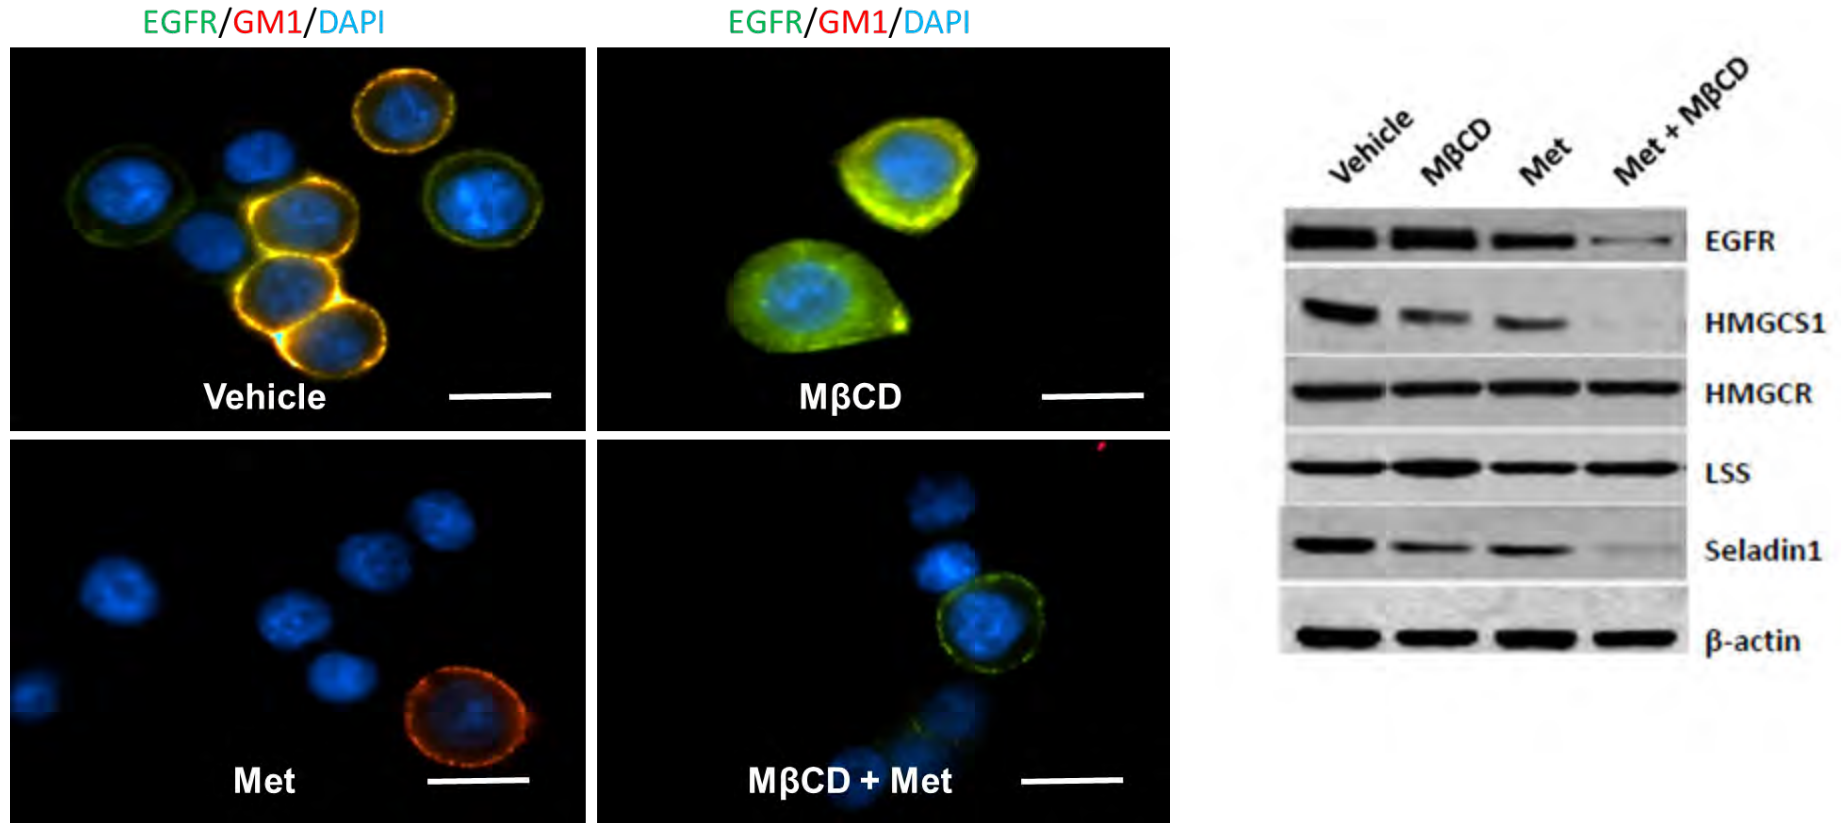 EGFR/GM1/DAPI
EGFR/GM1/DAPI
Vehicle
MβCD
Met
MβCD + Met
Vehicle
MβCD
Met
Met + MβCD
EGFR
HMGCS1
HMGCR
LSS
Seladin1
β-actin